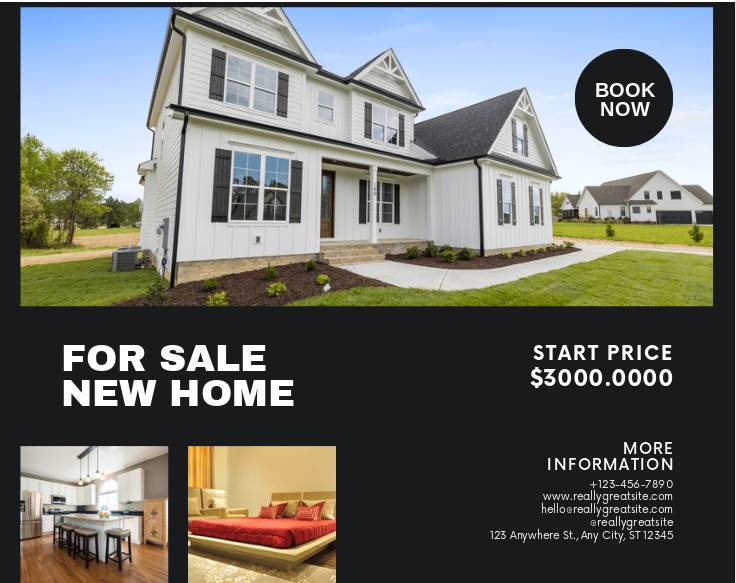 BOOK
NOW
FOR SALE
NEW HOME
START PRICE
$3000.0000
MORE
INFORMATION
+123-456-7890
www.reallygreatsite.com
hello@reallygreatsite.com
@reallygreatsite
123 Anywhere St., Any City, ST 12345